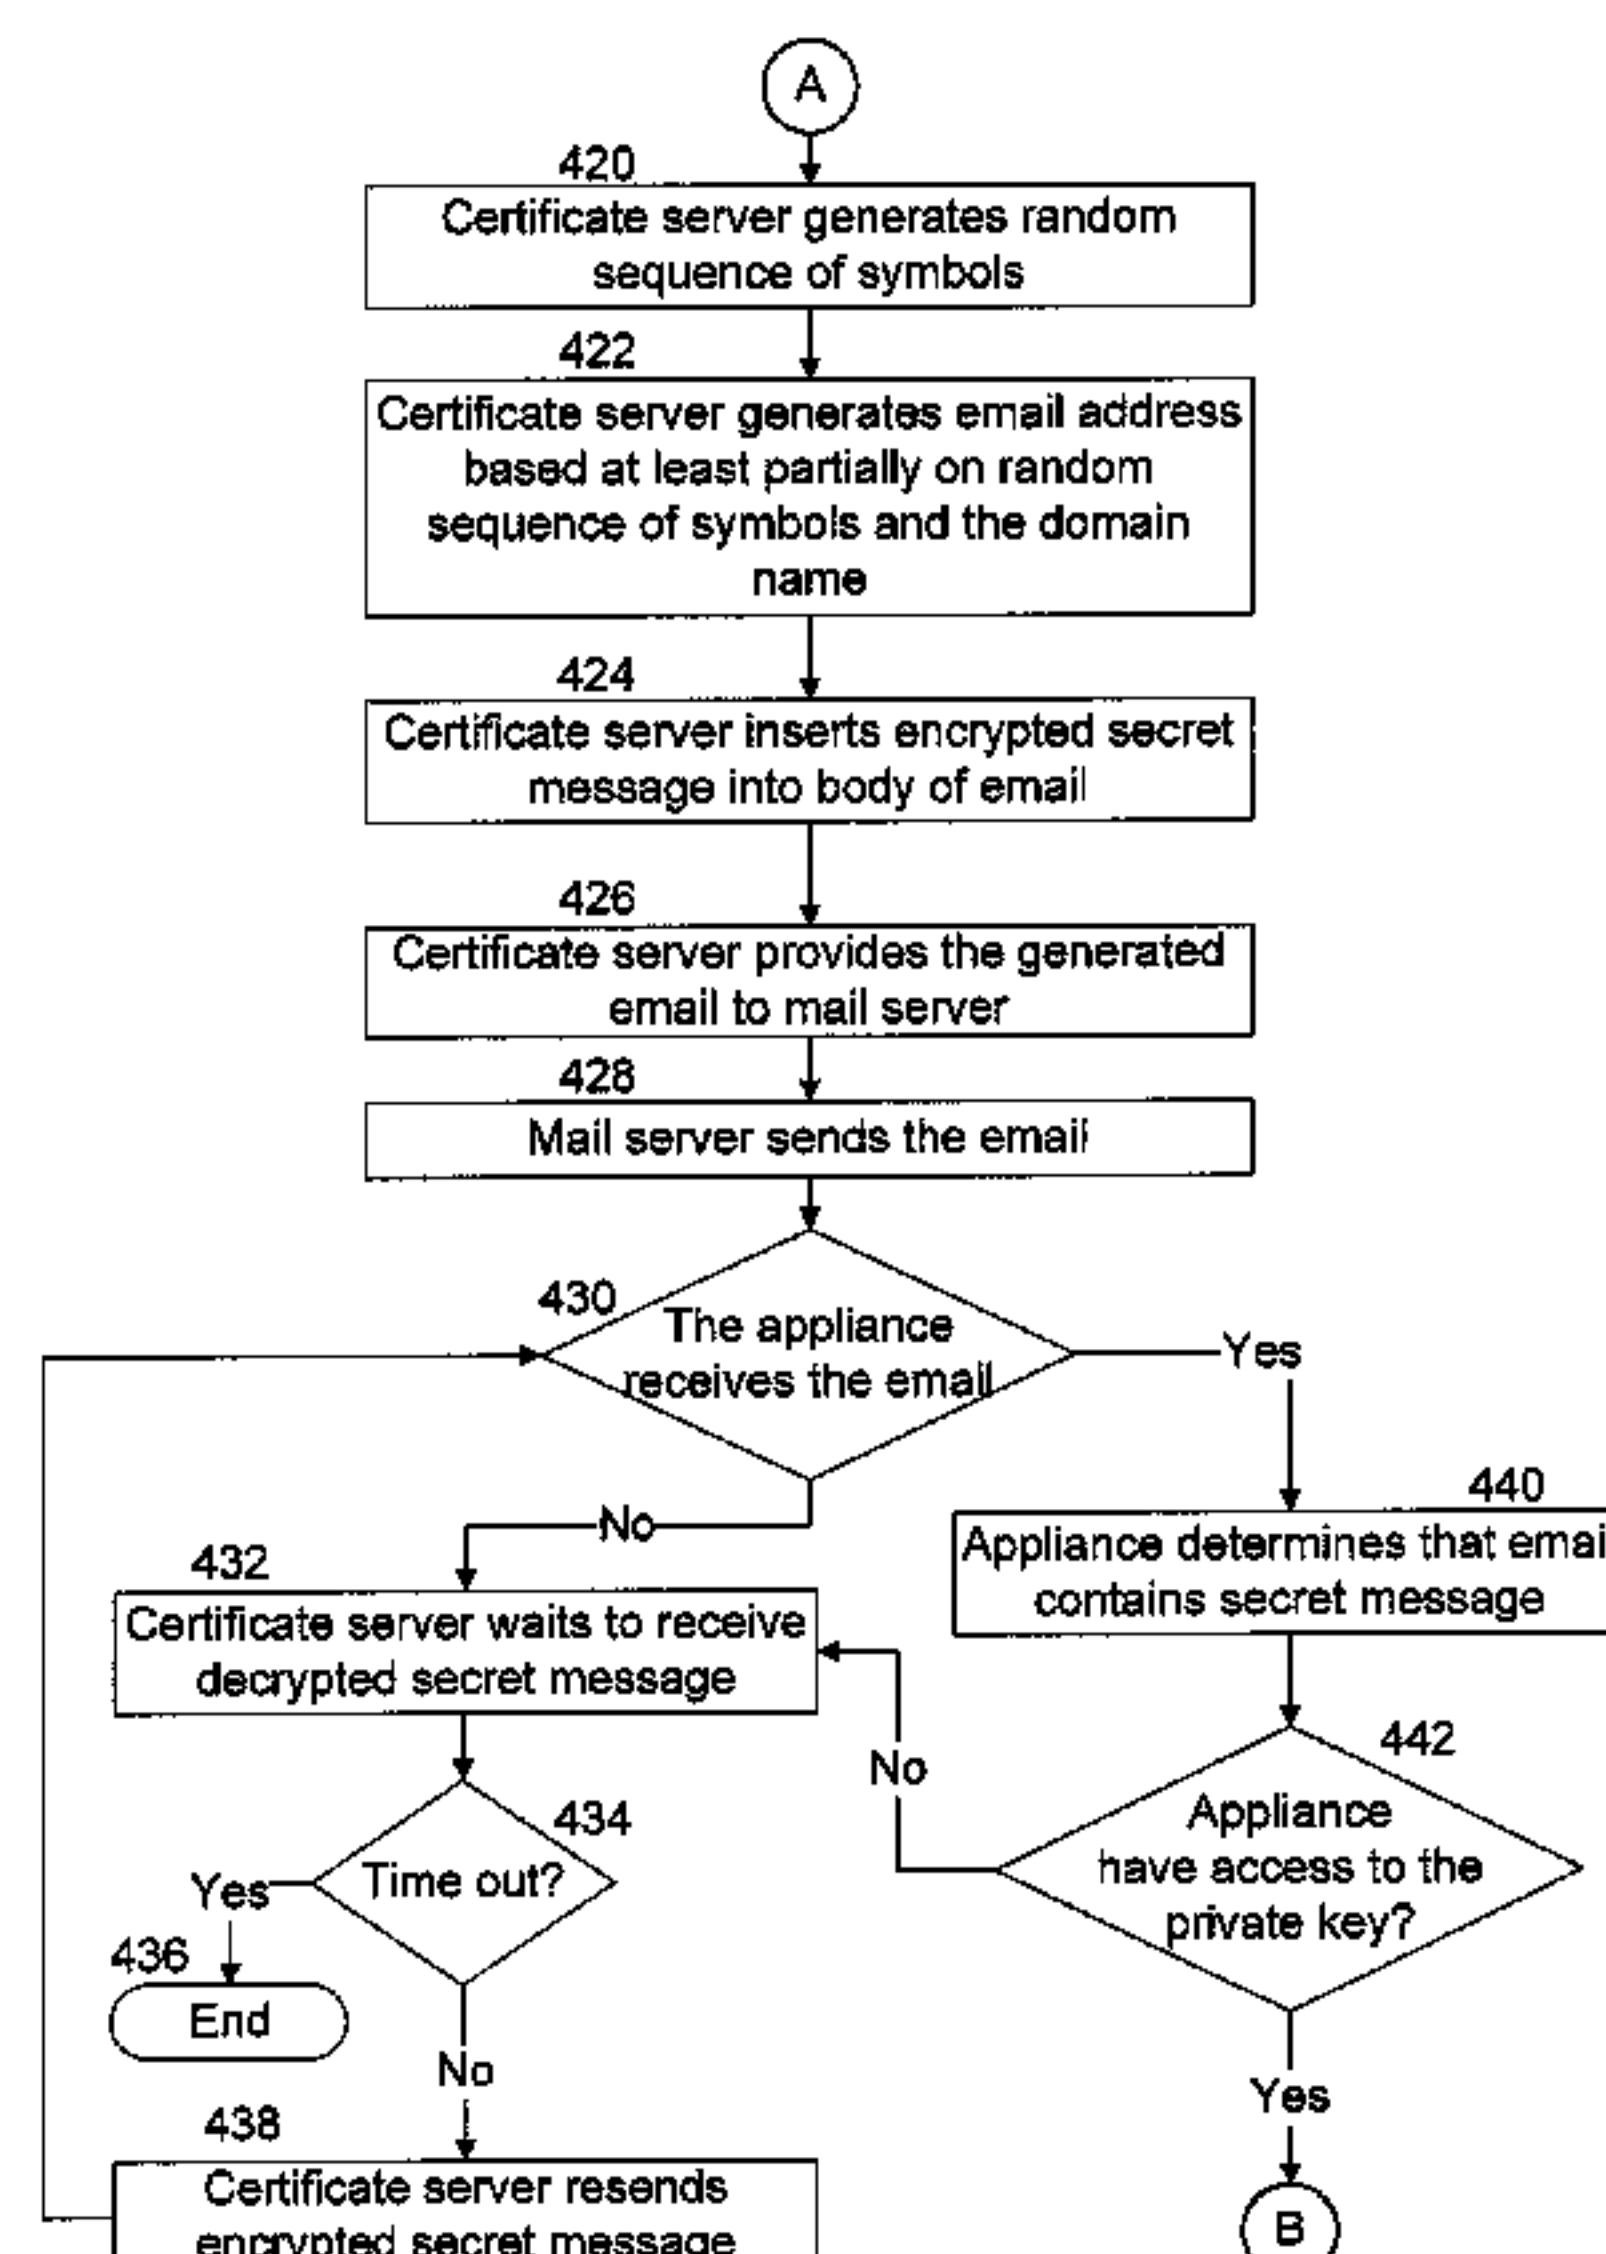 A
420
Certificate server generates random
sequence of symbols
422
Certificate server generates email address
based at least partially on random
sequence of symbols and the domain
name
424
Certificate server inserts encrypted secret
message into body of email
426
Certificate server provides the generated
email to mail server
428
Mail server sends the email
430
The appliance
receives the email
Yes
No
440
Appliance determines that emai
contains secret message
432
Certificate server waits to receive
decrypted secret message
442
Appliance
have access to the
private key?
No
434
Time out?
Yes
436
End
No
Yes
438
Certificate server resends
encrypted secret message
B